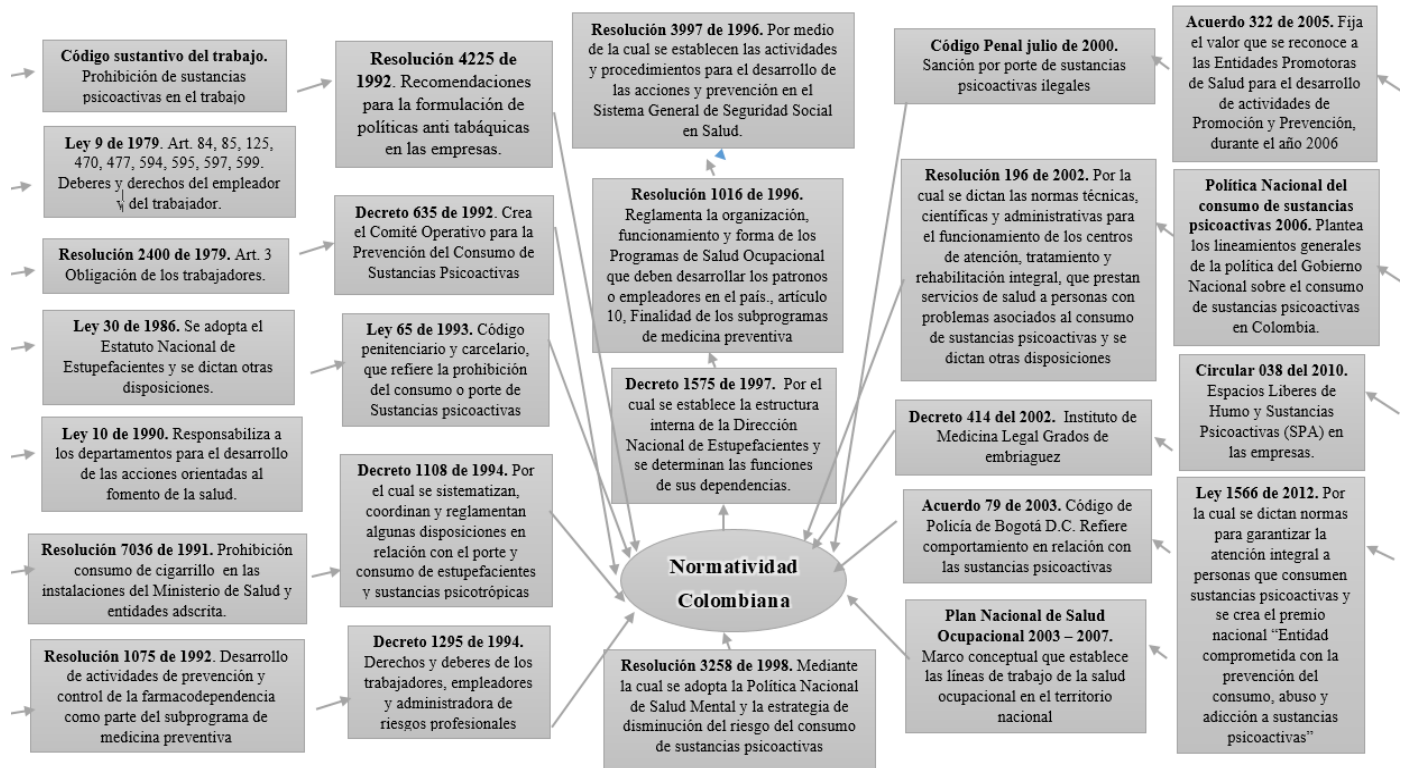 Código sustantivo del trabajo.
Prohibición de sustancias
psicoactivas en el trabajo
Ley 9 de 1979. Art. 84, 85, 125,
470, 477, 594, 595, 597, 599.
Deberes y derechos del empleador
y del trabajador.
Resolución 2400 de 1979. Art. 3
Obligación de los trabajadores.
Ley 30 de 1986. Se adopta el
Estatuto Nacional de
Estupefacientes y se dictan otras
disposiciones.
Ley 10 de 1990. Responsabiliza a
los departamentos para el desarrollo
de las acciones orientadas al
fomento de la salud.
Resolución 7036 de 1991. Prohibición
consumo de cigarrillo en las
instalaciones del Ministerio de Salud y
entidades adscrita.
Resolución 1075 de 1992. Desarrollo
de actividades de prevención y
control de la farmacodependencia
como parte del subprograma de
medicina preventiva
Resolución 4225 de
1992. Recomendaciones
para la formulación de
políticas anti tabáquicas
en las empresas.
Decreto 635 de 1992. Crea
el Comité Operativo para la
Prevención del Consumo de
Sustancias Psicoactivas
Ley 65 de 1993. Código
penitenciario y carcelario,
que refiere la prohibición
del consumo o porte de
Sustancias psicoactivas
Decreto 1108 de 1994. Por
el cual se sistematizan,
coordinan y reglamentan
algunas disposiciones en
relación con el porte y
consumo de estupefacientes
y sustancias psicotrópicas
Decreto 1295 de 1994.
Derechos y deberes de los
trabajadores, empleadores
y administradora de
riesgos profesionales
Resolución 3997 de 1996. Por medio
de la cual se establecen las actividades
y procedimientos para el desarrollo de
las acciones y prevención en el
Sistema General de Seguridad Social
en Salud.
Resolución 1016 de 1996.
Reglamenta la organización,
funcionamiento y forma de los
Programas de Salud Ocupacional
que deben desarrollar los patronos
o empleadores en el país., artículo
10, Finalidad de los subprogramas
de medicina preventiva
Decreto 1575 de 1997. Por el
cual se establece la estructura
interna de la Dirección
Nacional de Estupefacientes y
se determinan las funciones
de sus dependencias.
Normatividad
Colombiana
Resolución 3258 de 1998. Mediante
la cual se adopta la Política Nacional
de Salud Mental y la estrategia de
disminución del riesgo del consumo
de sustancias psicoactivas
Código Penal julio de 2000.
Sanción por porte de sustancias
psicoactivas ilegales
Resolución 196 de 2002. Por la
cual se dictan las normas técnicas,
científicas y administrativas para
el funcionamiento de los centros
de atención, tratamiento y
rehabilitación integral, que prestan
servicios de salud a personas con
problemas asociados al consumo
de sustancias psicoactivas y se
dictan otras disposiciones
Decreto 414 del 2002. Instituto de
Medicina Legal Grados de
embriaguez
Acuerdo 79 de 2003. Código de
Policía de Bogotá D.C. Refiere
comportamiento en relación con
las sustancias psicoactivas
Plan Nacional de Salud
Ocupacional 2003 – 2007.
Marco conceptual que establece
las líneas de trabajo de la salud
ocupacional en el territorio
nacional
Acuerdo 322 de 2005. Fija
el valor que se reconoce a
las Entidades Promotoras
de Salud para el desarrollo
de actividades de
Promoción y Prevención,
durante el año 2006
Política Nacional del
consumo de sustancias
psicoactivas 2006. Plantea
los lineamientos generales
de la política del Gobierno
Nacional sobre el consumo
de sustancias psicoactivas
en Colombia.
Circular 038 del 2010.
Espacios Liberes de
Humo y Sustancias
Psicoactivas (SPA) en
las empresas.
Ley 1566 de 2012. Por
la cual se dictan normas
para garantizar la
atención integral a
personas que consumen
sustancias psicoactivas y
se crea el premio
nacional “Entidad
comprometida con la
prevención del
consumo, abuso y
adicción a sustancias
psicoactivas”